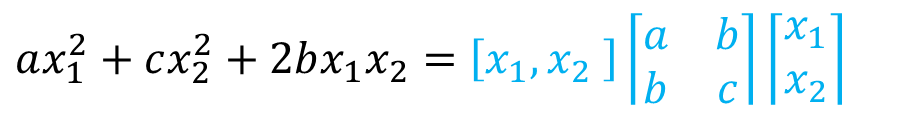 ax₁² + cx₂² + 2bx₁x₂ = [x₁, x₂ ] [a b; b c] [x₁; x₂]